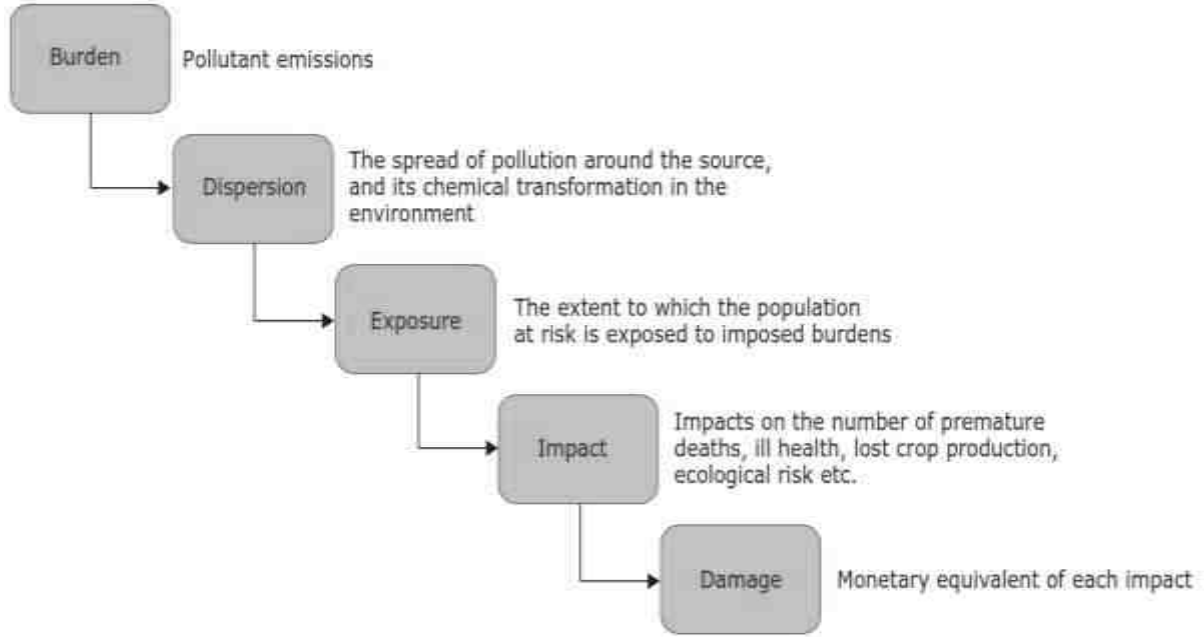 Burden
Pollutant emissions
Dispersion
The spread of pollution around the source,
and its chemical transformation in the
environment
Exposure
The extent to which the population
at risk is exposed to imposed burdens
Impact
Impacts on the number of premature
deaths, ill health, lost crop production,
ecological risk etc.
Damage
Monetary equivalent of each impact